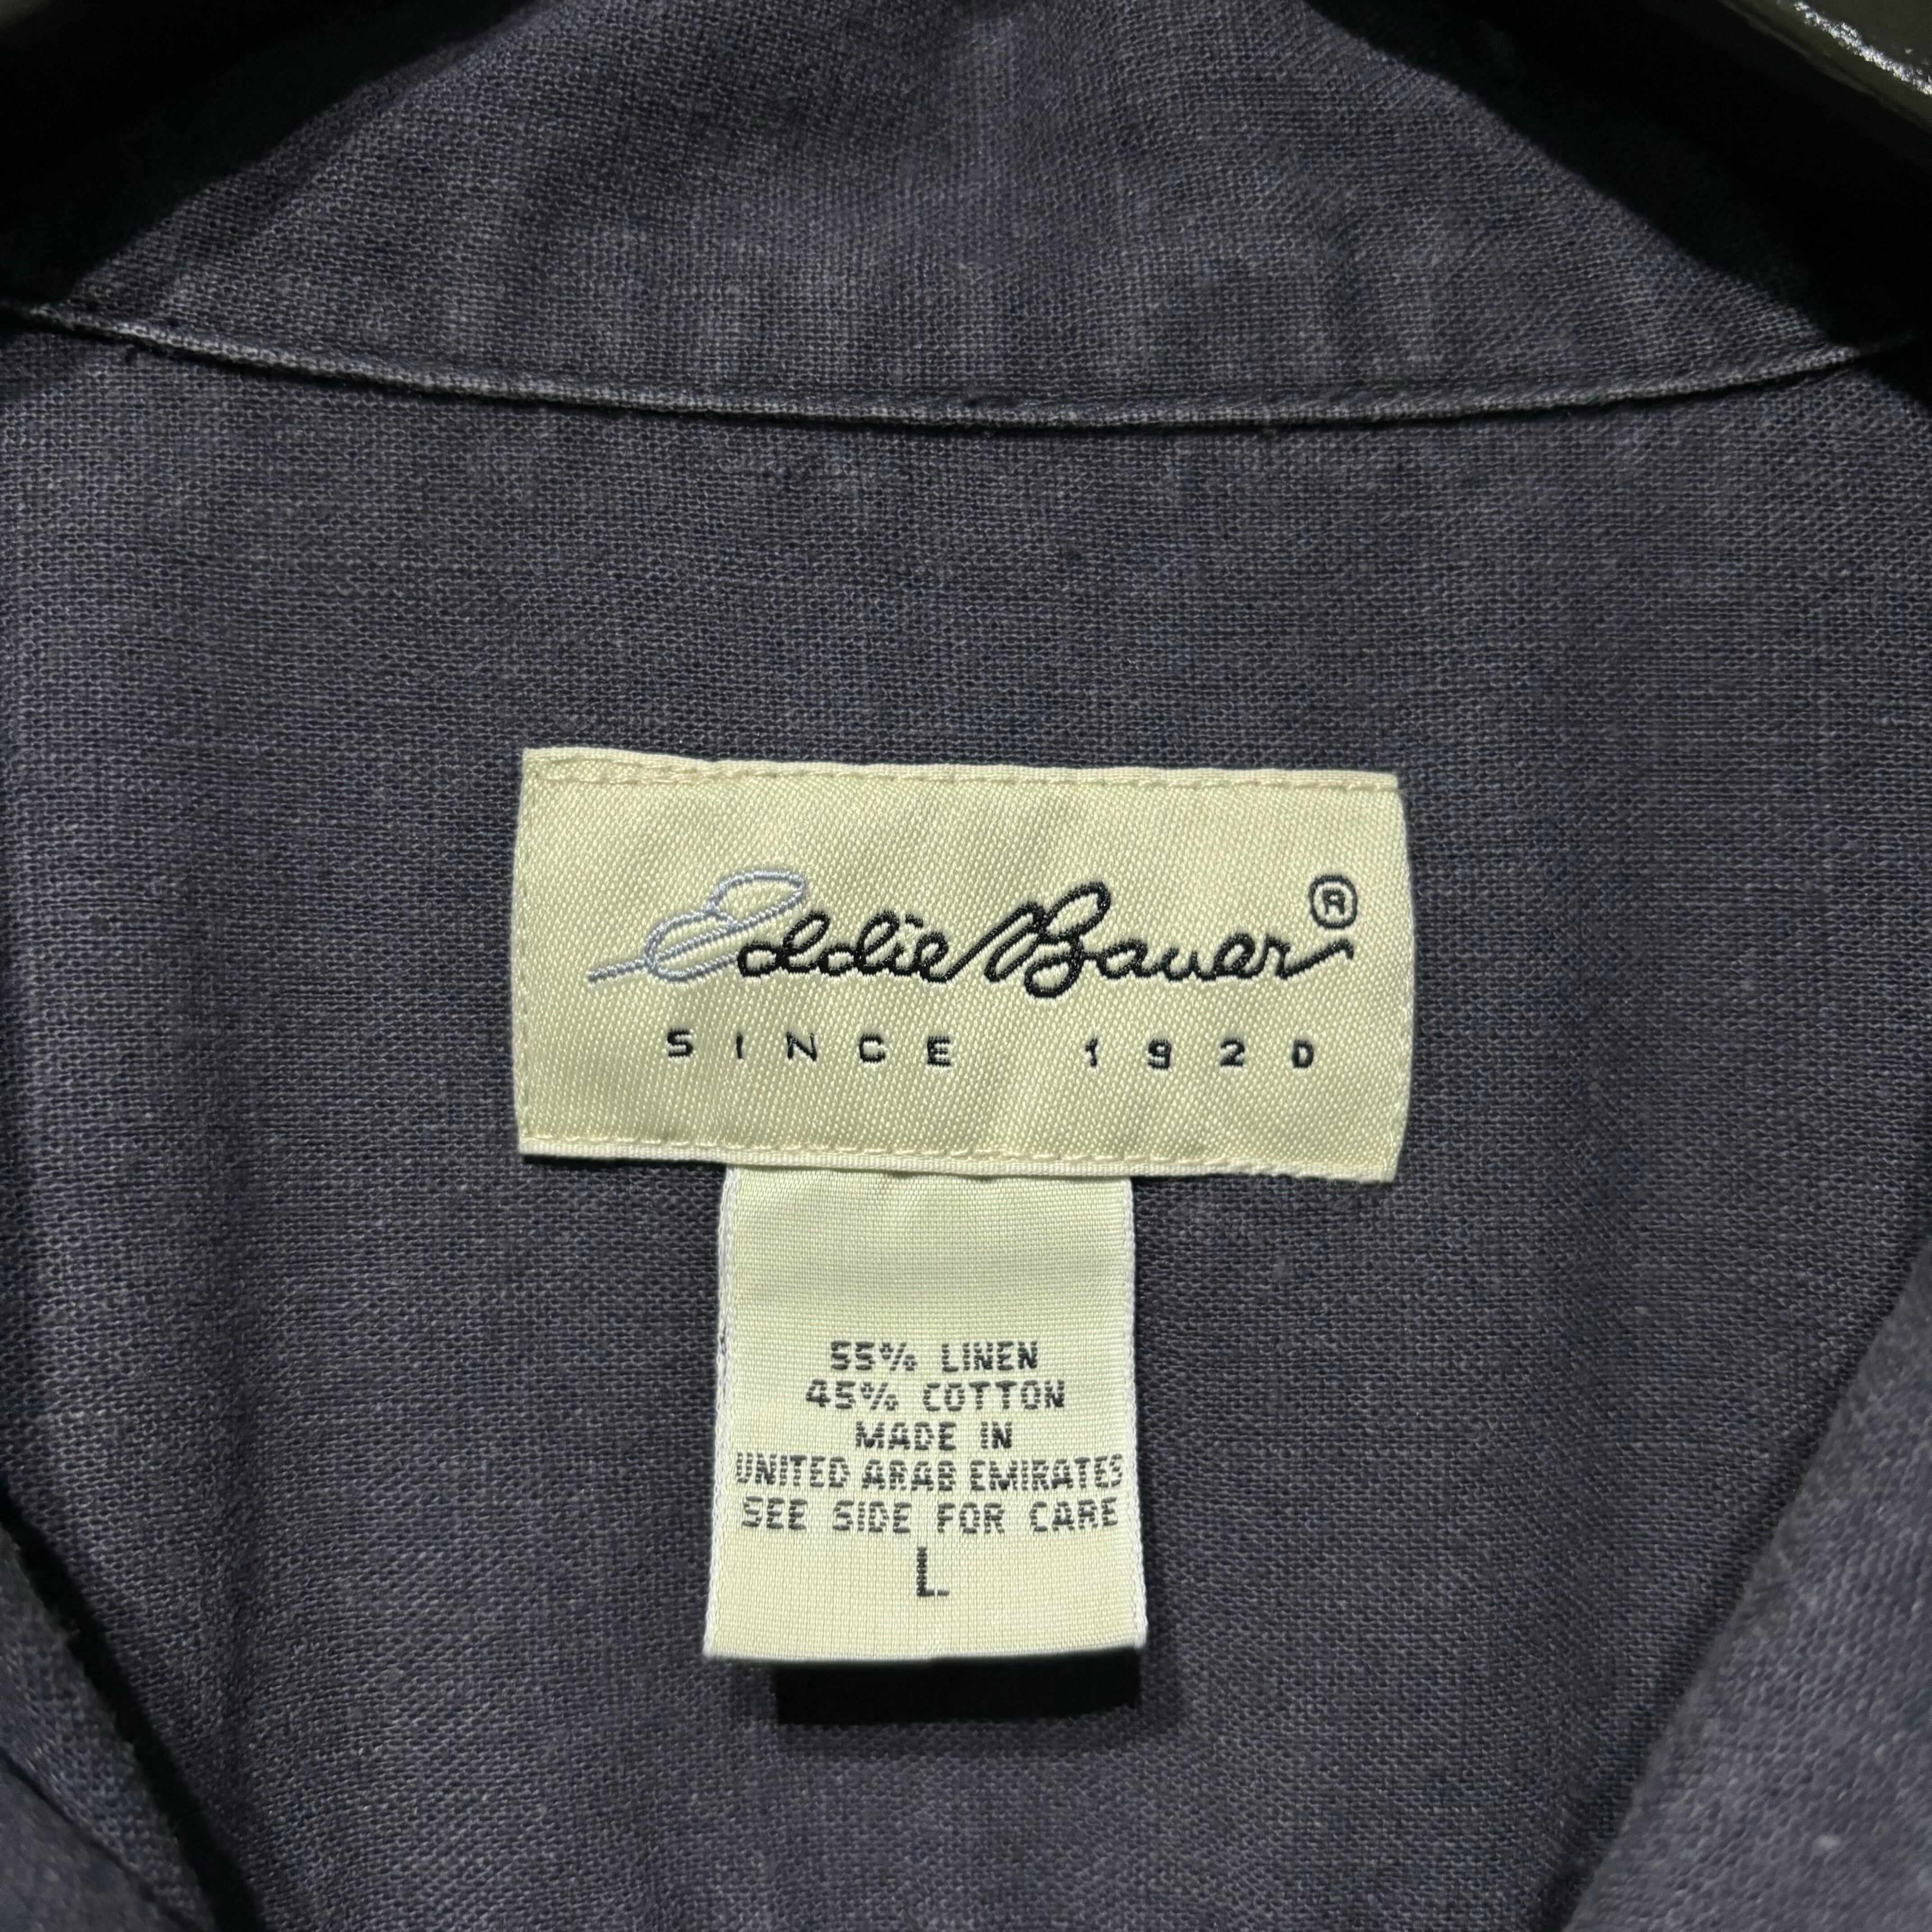 Eddie Bauer®
SINCE 1920
55% LINEN
45% COTTON
MADE IN
UNITED ARAB EMIRATES
SEE SIDE FOR CARE
L